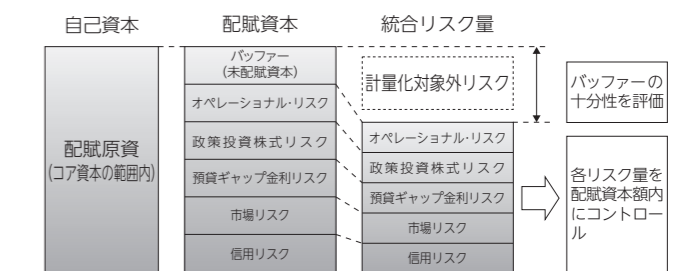 自己資本
配賦資本
統合リスク量
配賦原資
(コア資本の範囲内)
バッファー
(未配賦資本)
オペレーショナル・リスク
政策投資株式リスク
預貸ギャップ金利リスク
市場リスク
信用リスク
計量化対象外リスク
オペレーショナル・リスク
政策投資株式リスク
預貸ギャップ金利リスク
市場リスク
信用リスク
バッファーの
十分性を評価
各リスク量を
配賦資本額内
にコントロー
ル